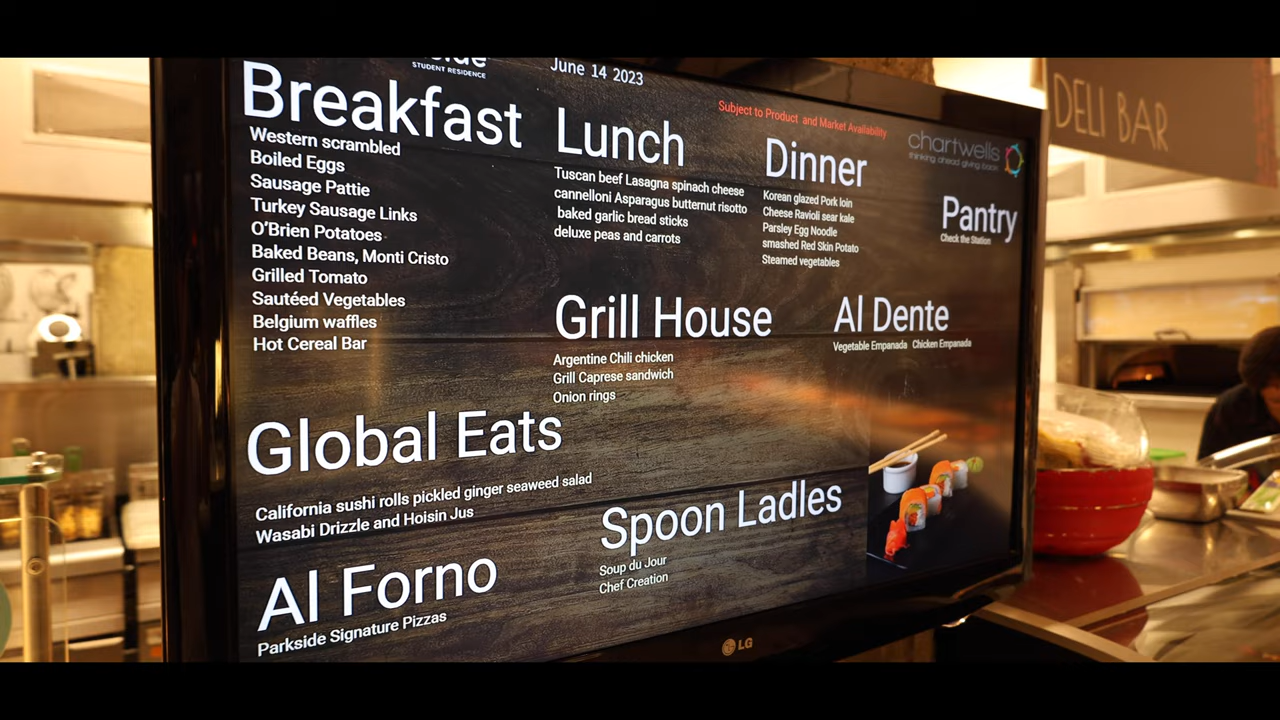 STUDENT RESIDENCE
June 14 2023
Subject to Product and Market Availability
chartwells
thinking ahead giving back
DELI BAR
Breakfast
Western scrambled
Boiled Eggs
Sausage Pattie
Turkey Sausage Links
O'Brien Potatoes
Baked Beans, Monti Cristo
Grilled Tomato
Sautéed Vegetables
Belgium waffles
Hot Cereal Bar
Lunch
Tuscan beef Lasagna spinach cheese
cannelloni Asparagus butternut risotto
baked garlic bread sticks
deluxe peas and carrots
Dinner
Korean glazed Pork loin
Cheese Ravioli sear kale
Parsley Egg Noodle
smashed Red Skin Potato
Steamed vegetables
Pantry
Check the Station
Grill House
Argentine Chili chicken
Grill Caprese sandwich
Onion rings
Al Dente
Vegetable Empanada Chicken Empanada
Global Eats
California sushi rolls pickled ginger seaweed salad
Wasabi Drizzle and Hoisin Jus
Spoon Ladles
Soup du Jour
Chef Creation
Al Forno
Parkside Signature Pizzas
LG